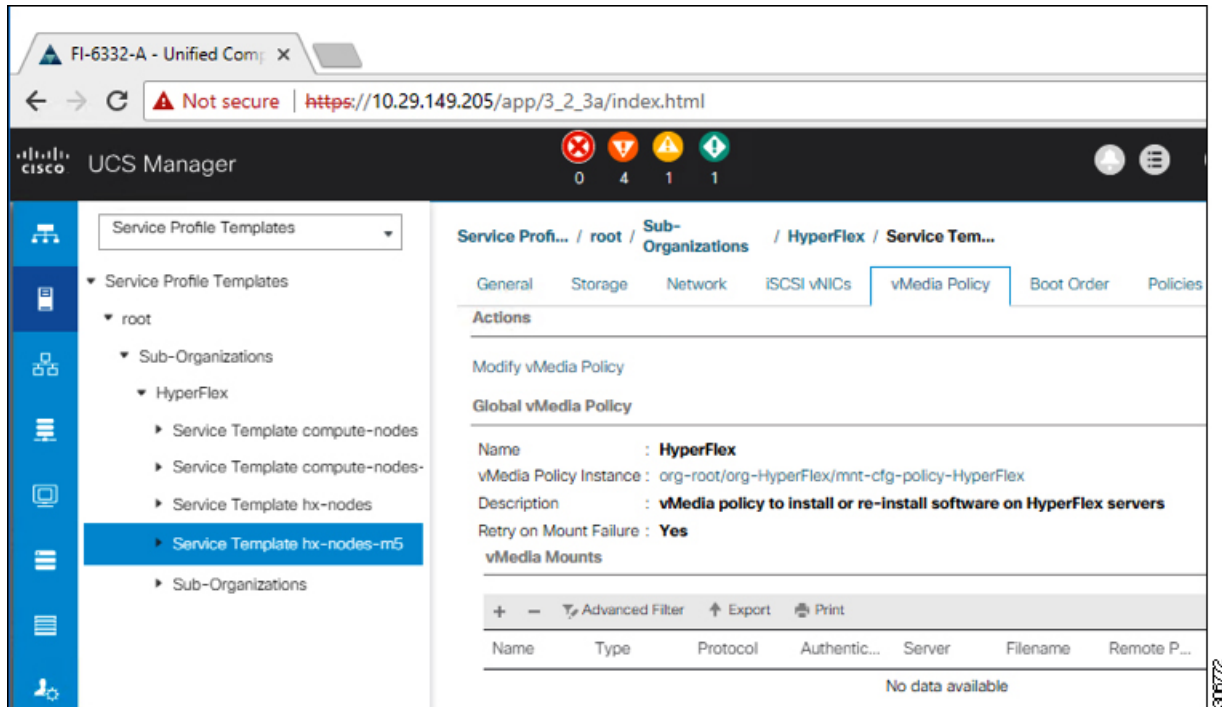 FI-6332-A - Unified Comp
Not secure | https://10.29.149.205/app/3_2_3a/index.html
cisco UCS Manager
0 4 1 1
Service Profile Templates
Service Profi... / root / Sub-Organizations / HyperFlex / Service Tem...
General Storage Network iSCSI vNICs vMedia Policy Boot Order Policies
Service Profile Templates
root
Sub-Organizations
HyperFlex
Service Template compute-nodes
Service Template compute-nodes-
Service Template hx-nodes
Service Template hx-nodes-m5
Sub-Organizations
Actions
Modify vMedia Policy
Global vMedia Policy
Name : HyperFlex
vMedia Policy Instance : org-root/org-HyperFlex/mnt-cfg-policy-HyperFlex
Description : vMedia policy to install or re-install software on HyperFlex servers
Retry on Mount Failure : Yes
vMedia Mounts
+ − Advanced Filter Export Print
Name Type Protocol Authentic... Server Filename Remote P...
No data available
306772